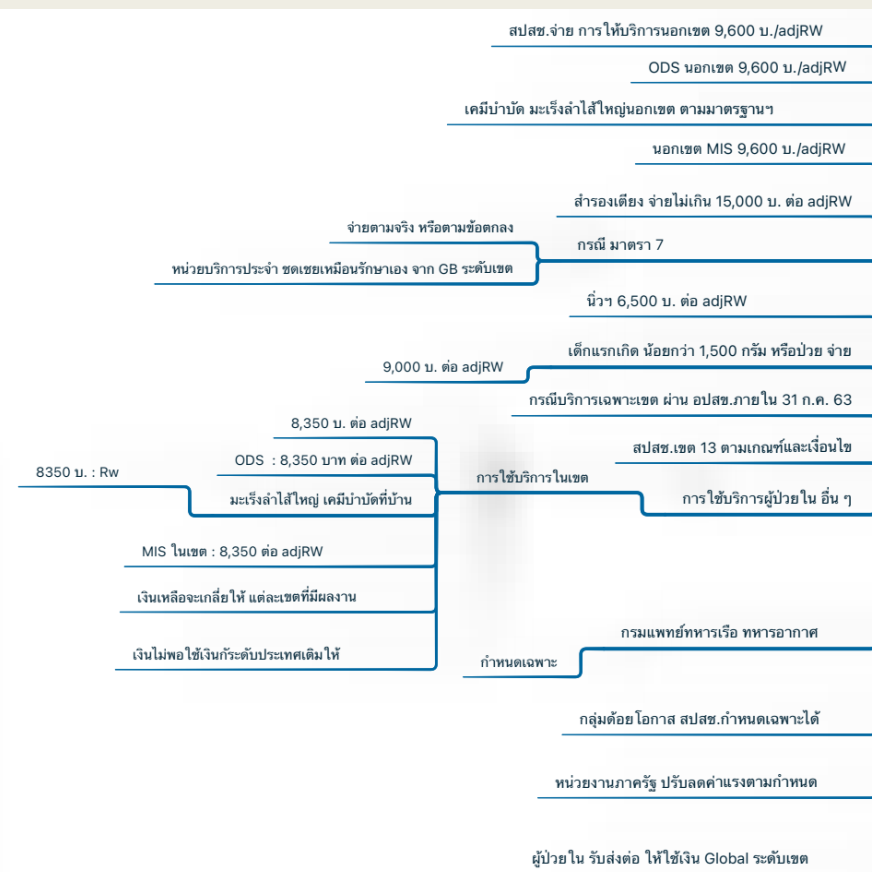 สปสช.จ่าย การให้บริการนอกเขต 9,600 บ./adjRW
ODS นอกเขต 9,600 บ./adjRW
เคมีบำบัด มะเร็งลำไส้ใหญ่นอกเขต ตามมาตรฐานฯ
นอกเขต MIS 9,600 บ./adjRW
สำรองเตียง จ่ายไม่เกิน 15,000 บ. ต่อ adjRW
จ่ายตามจริง หรือตามข้อตกลง
กรณี มาตรา 7
หน่วยบริการประจำ ชดเชยเหมือนรักษาเอง จาก GB ระดับเขต
นิ่วฯ 6,500 บ. ต่อ adjRW
เด็กแรกเกิด น้อยกว่า 1,500 กรัม หรือป่วย จ่าย
9,000 บ. ต่อ adjRW
กรณีบริการเฉพาะเขต ผ่าน อปสข.ภายใน 31 ก.ค. 63
8,350 บ. ต่อ adjRW
สปสช.เขต 13 ตามเกณฑ์และเงื่อนไข
ODS : 8,350 บาท ต่อ adjRW
8350 บ. : Rw
การใช้บริการในเขต
มะเร็งลำไส้ใหญ่ เคมีบำบัดที่บ้าน
การใช้บริการผู้ป่วยใน อื่น ๆ
MIS ในเขต : 8,350 ต่อ adjRW
เงินเหลือจะเกลี่ยให้ แต่ละเขตที่มีผลงาน
กรมแพทย์ทหารเรือ ทหารอากาศ
เงินไม่พอใช้เงินกัระดับประเทศเติมให้
กำหนดเฉพาะ
กลุ่มด้อยโอกาส สปสช.กำหนดเฉพาะได้
หน่วยงานภาครัฐ ปรับลดค่าแรงตามกำหนด
ผู้ป่วยใน รับส่งต่อ ให้ใช้เงิน Global ระดับเขต